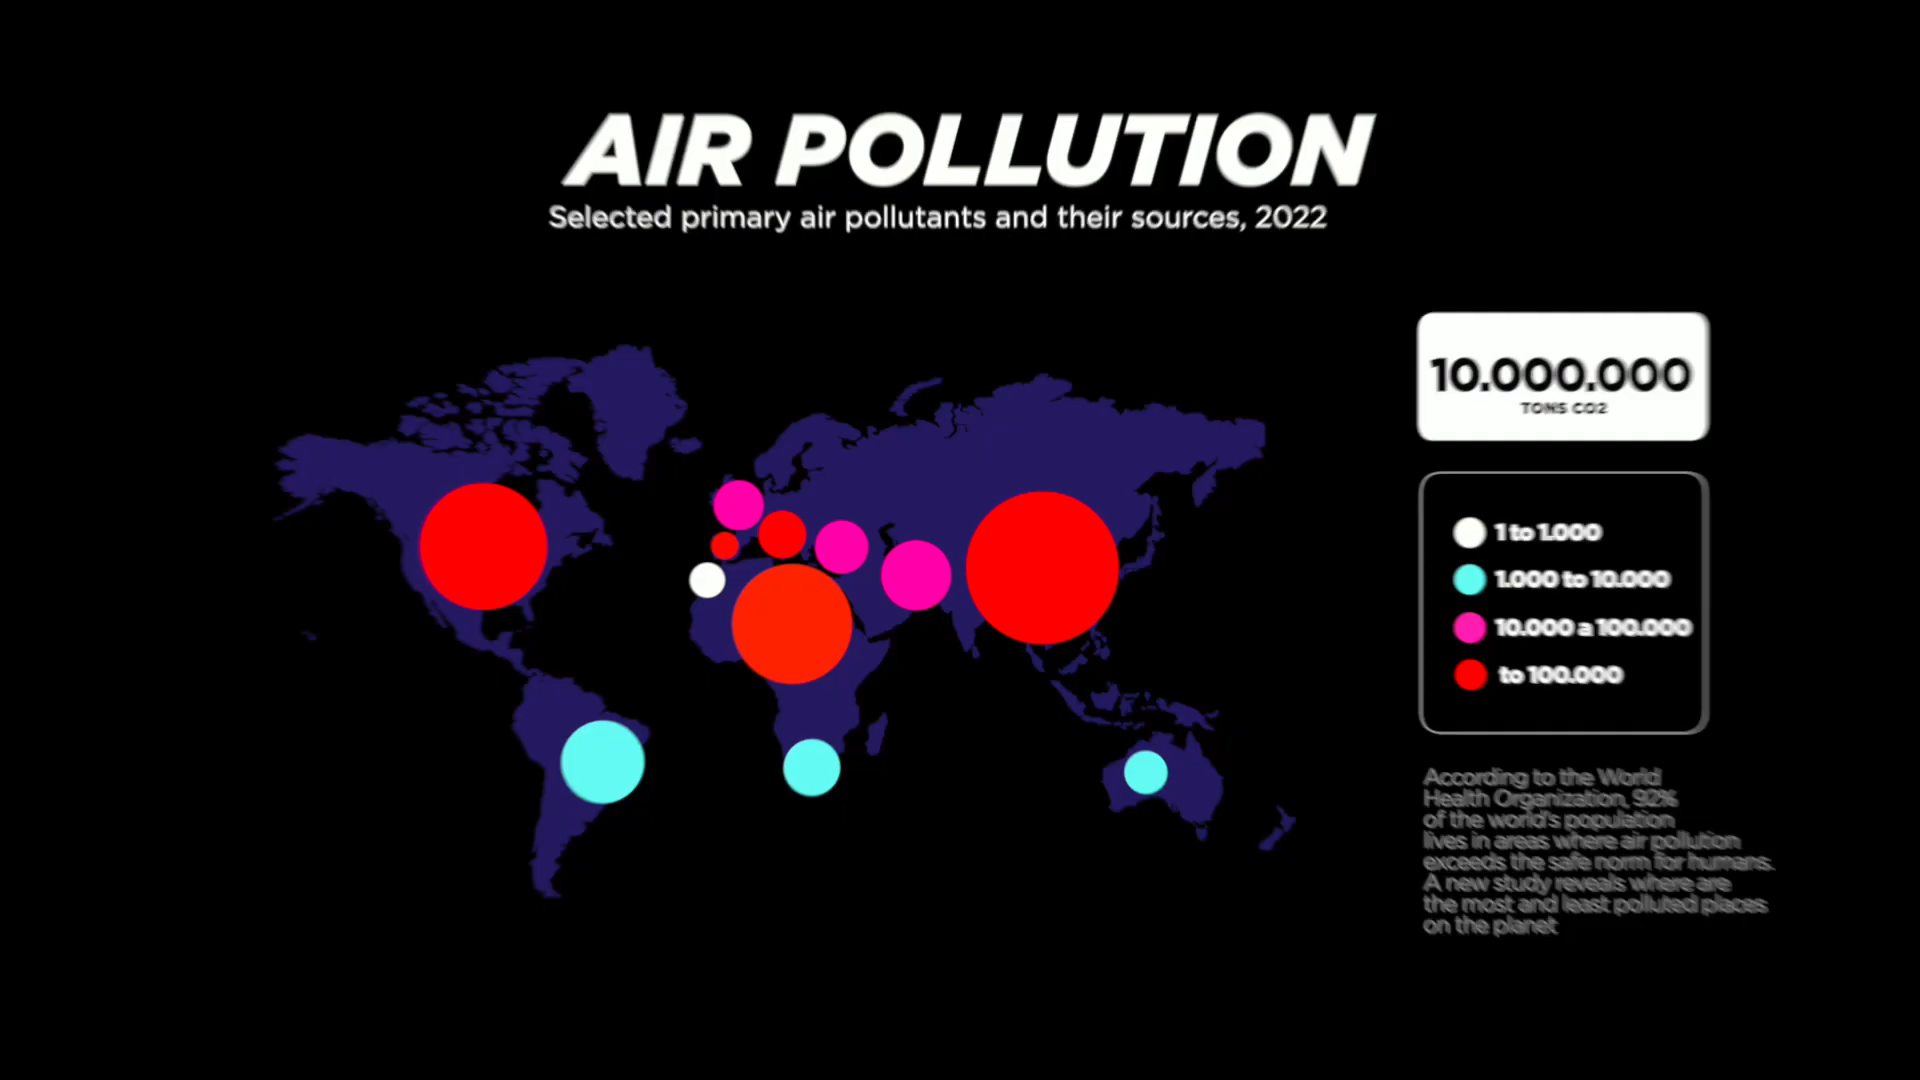 AIR POLLUTION
Selected primary air pollutants and their sources, 2022
10.000.000
TONS CO2
1 to 1.000
1.000 to 10.000
10.000 a 100.000
to 100.000
According to the World
Health Organization, 92%
of the world's population
lives in areas where air pollution
exceeds the safe norm for humans.
A new study reveals where are
the most and least polluted places
on the planet